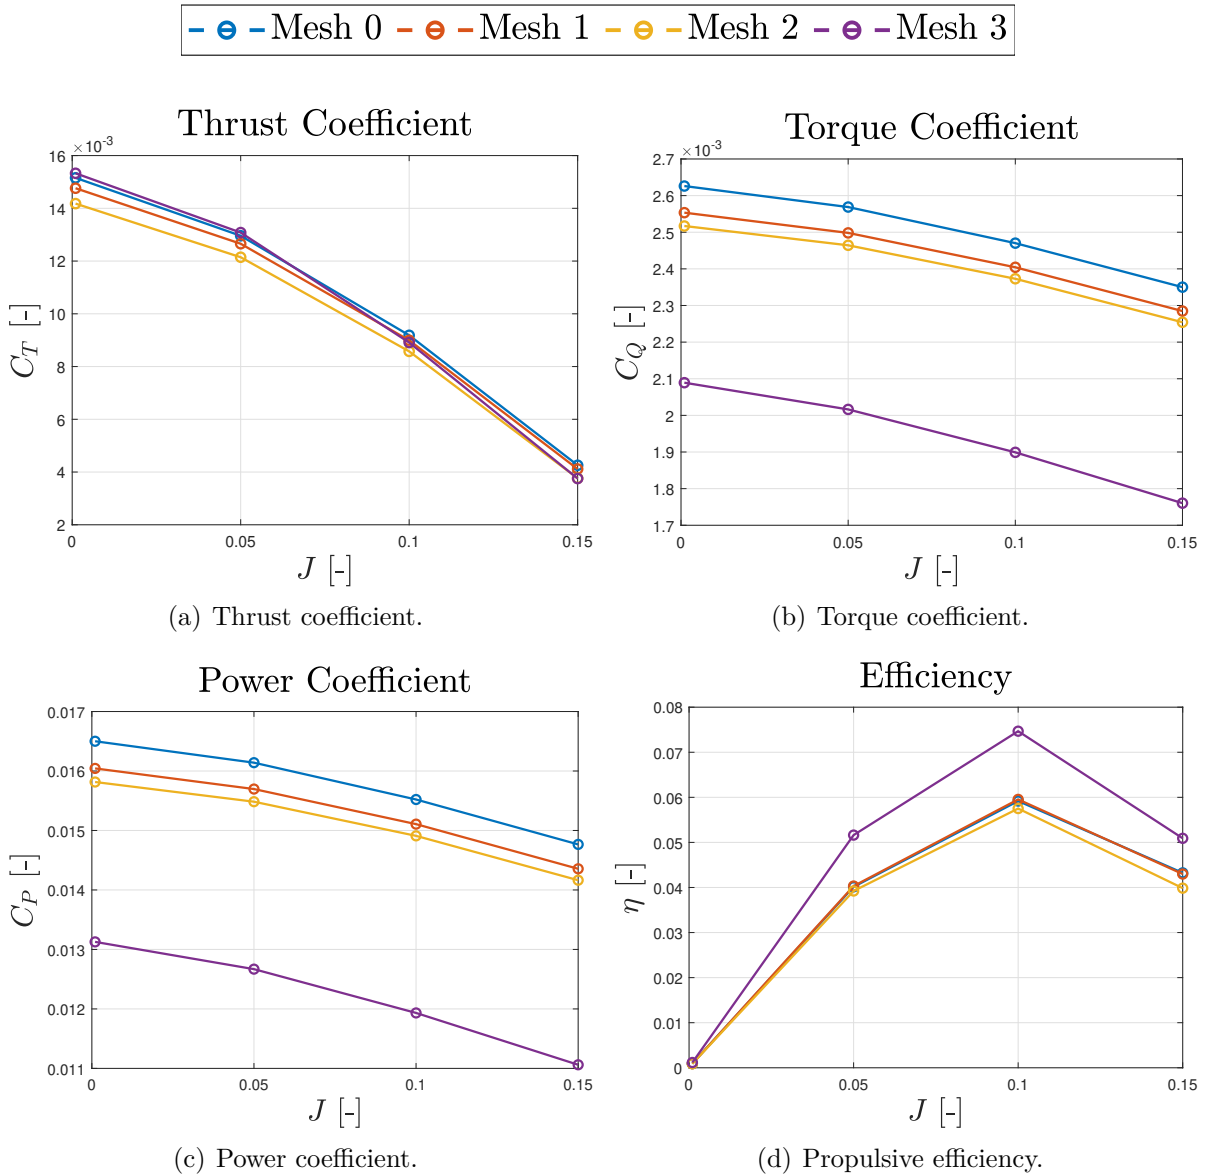 Mesh 0 Mesh 1 Mesh 2 Mesh 3
Thrust Coefficient
×10-3
16
14
12
10
8
6
4
2
C_T [-]
0 0.05 0.1 0.15
J [-]
(a) Thrust coefficient.
Torque Coefficient
×10-3
2.7
2.6
2.5
2.4
2.3
2.2
2.1
2
1.9
1.8
1.7
C_Q [-]
0 0.05 0.1 0.15
J [-]
(b) Torque coefficient.
Power Coefficient
0.017
0.016
0.015
0.014
0.013
0.012
0.011
C_P [-]
0 0.05 0.1 0.15
J [-]
(c) Power coefficient.
Efficiency
0.08
0.07
0.06
0.05
0.04
0.03
0.02
0.01
0
η [-]
0 0.05 0.1 0.15
J [-]
(d) Propulsive efficiency.